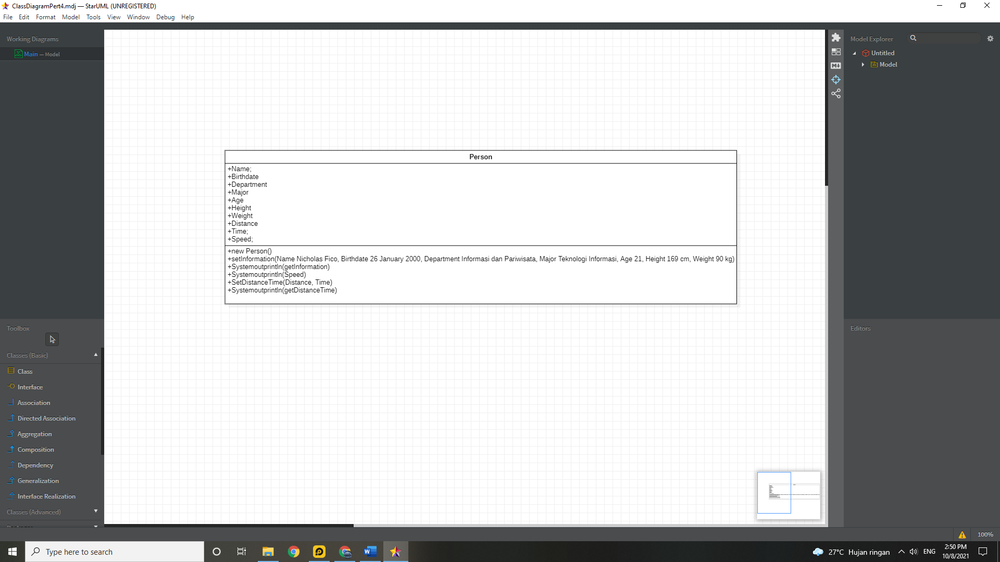 ClassDiagramPert4.mdj — StarUML (UNREGISTERED)
File Edit Format Model Tools View Window Debug Help
Working Diagrams
Main — Model
Model Explorer
Untitled
Model
Person
+Name;
+Birthdate
+Department
+Major
+Age
+Height
+Weight
+Distance
+Time;
+Speed;
+new Person()
+setInformation(Name Nicholas Fico, Birthdate 26 January 2000, Department Informasi dan Pariwisata, Major Teknologi Informasi, Age 21, Height 169 cm, Weight 90 kg)
+Systemoutprintln(getInformation)
+Systemoutprintln(Speed)
+SetDistanceTime(Distance, Time)
+Systemoutprintln(getDistanceTime)
Toolbox
Classes (Basic)
Class
Interface
Association
Directed Association
Aggregation
Composition
Dependency
Generalization
Interface Realization
Classes (Advanced)
Editors
100%
Type here to search
27°C Hujan ringan
ENG
2:50 PM
10/8/2021